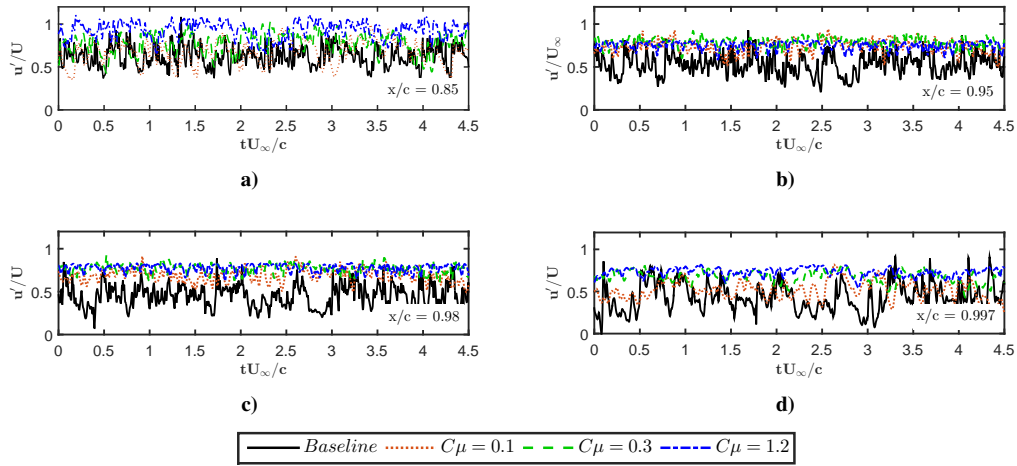 u′/U
1
0.5
0
x/c = 0.85
0 0.5 1 1.5 2 2.5 3 3.5 4 4.5
tU∞/c
a)
u′/U∞
1
0.5
0
x/c = 0.95
0 0.5 1 1.5 2 2.5 3 3.5 4 4.5
tU∞/c
b)
u′/U
1
0.5
0
x/c = 0.98
0 0.5 1 1.5 2 2.5 3 3.5 4 4.5
tU∞/c
c)
u′/U
1
0.5
0
x/c = 0.997
0 0.5 1 1.5 2 2.5 3 3.5 4 4.5
tU∞/c
d)
Baseline Cμ = 0.1 Cμ = 0.3 Cμ = 1.2